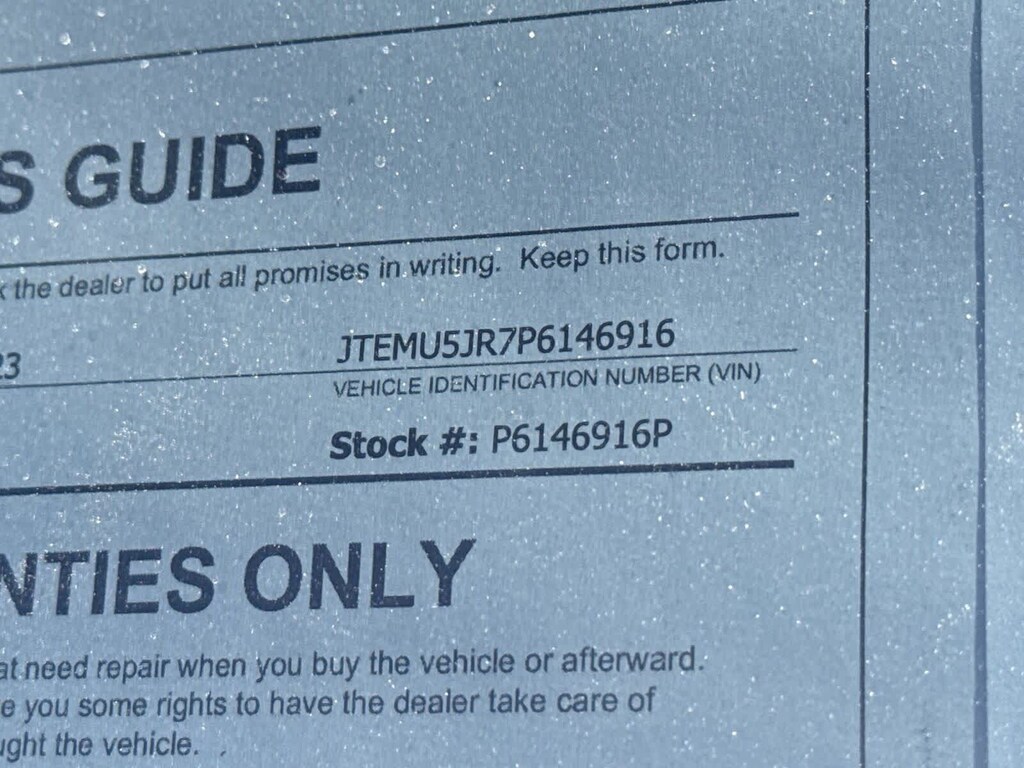 S GUIDE
k the dealer to put all promises in writing. Keep this form.
23 JTEMU5JR7P6146916
VEHICLE IDENTIFICATION NUMBER (VIN)
Stock #: P6146916P
NTIES ONLY
at need repair when you buy the vehicle or afterward.
e you some rights to have the dealer take care of
ught the vehicle.